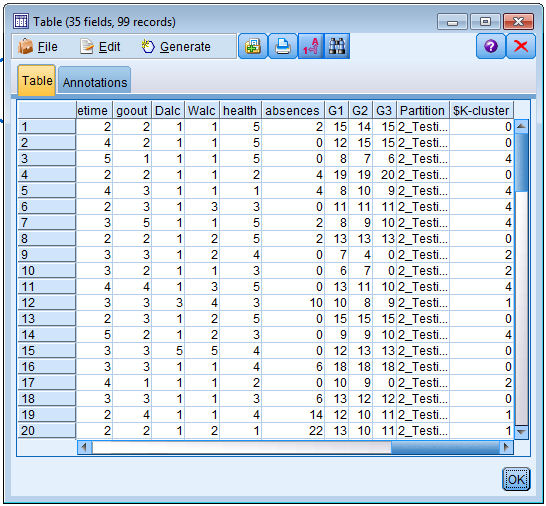 Table (35 fields, 99 records)
File Edit Generate
Table Annotations
etime goout Dalc Walc health absences G1 G2 G3 Partition $K-cluster
1 2 2 1 1 5 2 15 14 15 2_Testi... 0
2 4 2 1 1 5 0 12 15 15 2_Testi... 0
3 5 1 1 1 5 0 8 7 6 2_Testi... 4
4 2 2 1 1 2 4 19 19 20 2_Testi... 0
5 4 3 1 1 1 4 8 10 9 2_Testi... 4
6 2 3 1 3 3 0 11 11 11 2_Testi... 4
7 3 5 1 1 5 2 8 9 10 2_Testi... 4
8 2 2 1 2 5 2 13 13 13 2_Testi... 0
9 3 3 1 2 4 0 7 4 0 2_Testi... 2
10 3 2 1 1 3 0 6 7 0 2_Testi... 2
11 4 4 1 3 5 0 13 11 10 2_Testi... 4
12 3 3 3 4 3 10 10 8 9 2_Testi... 1
13 2 3 1 2 5 0 15 15 15 2_Testi... 0
14 5 2 1 2 3 0 9 9 10 2_Testi... 4
15 3 3 5 5 4 0 12 13 13 2_Testi... 0
16 3 3 1 1 4 6 18 18 18 2_Testi... 0
17 4 1 1 1 2 0 10 9 0 2_Testi... 2
18 3 3 1 1 3 6 13 12 12 2_Testi... 0
19 2 4 1 1 4 14 12 10 11 2_Testi... 1
20 2 2 1 2 1 22 13 10 11 2_Testi... 1
OK